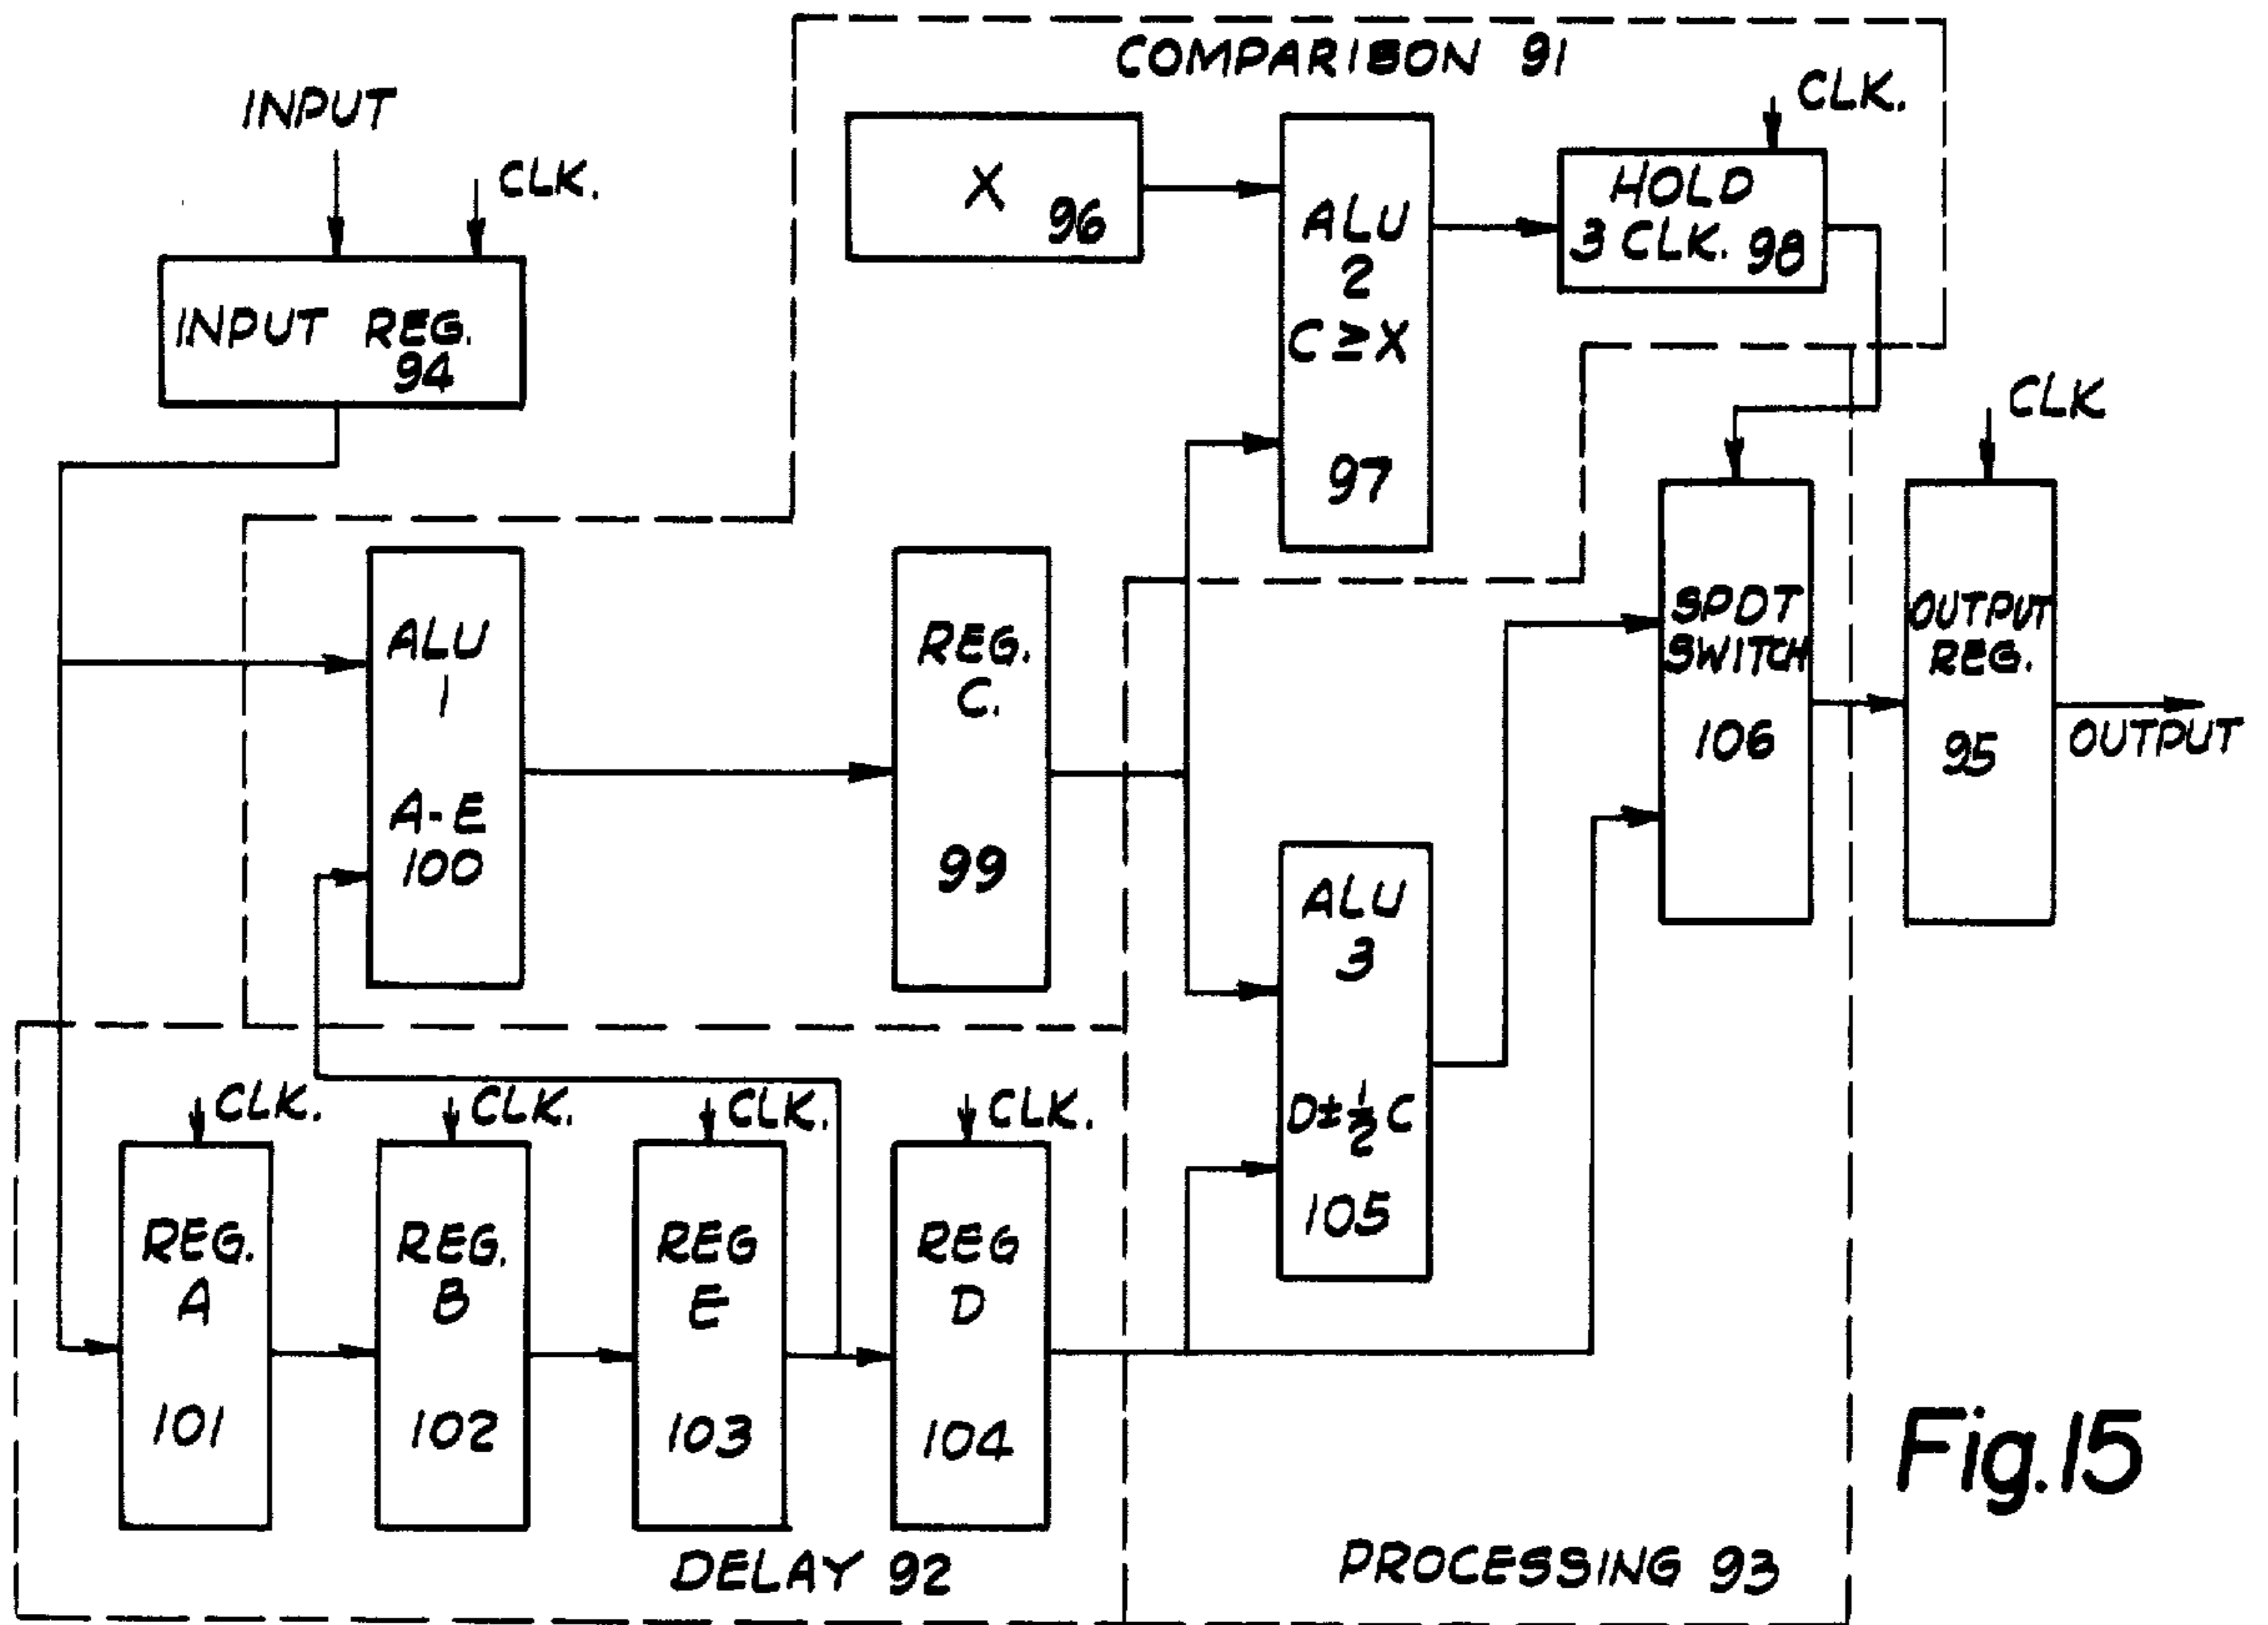 COMPARISON 91
INPUT
CLK.
INPUT REG.
94
X
96
ALU
2
C ≥ X
97
CLK.
HOLD
3 CLK. 98
CLK
ALU
1
A-E
100
REG.
C.
99
SPDT
SWITCH
106
OUTPUT
REG.
95
OUTPUT
ALU
3
D±½C
105
CLK.
REG.
A
101
CLK.
REG.
B
102
CLK.
REG
E
103
CLK.
REG
D
104
DELAY 92
PROCESSING 93
Fig.15